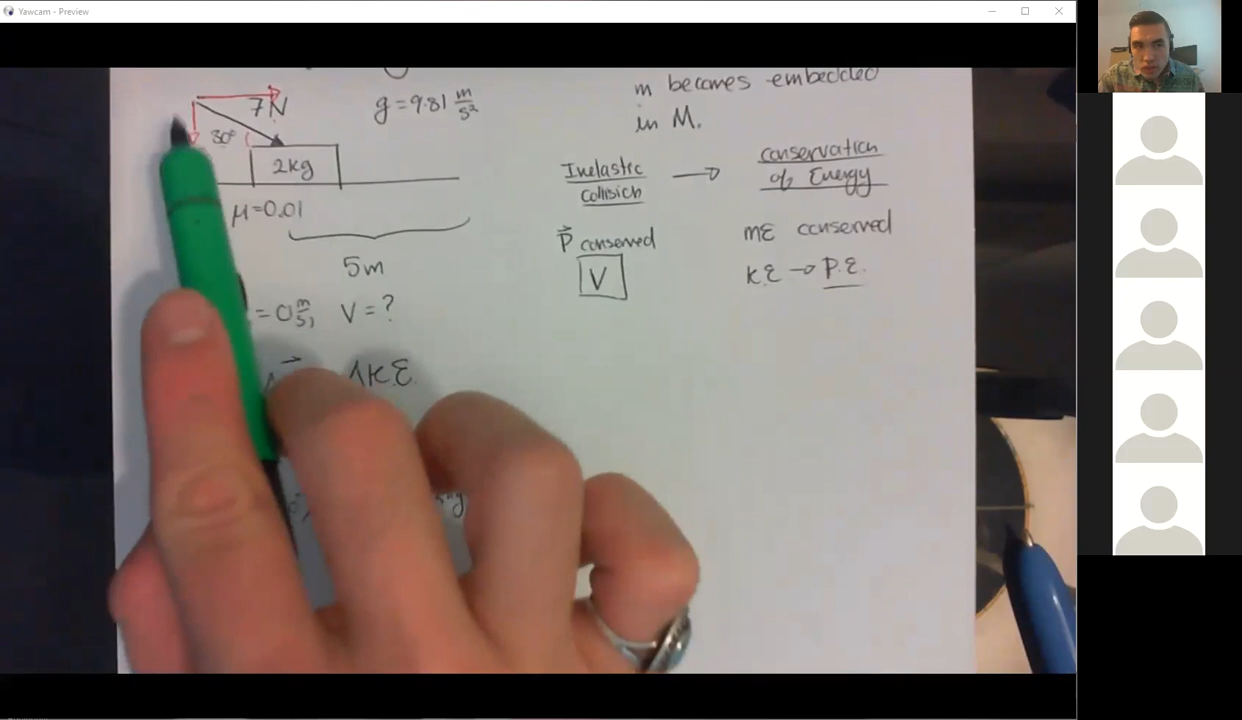 Yawcam - Preview
7N
30°
2kg
g = 9.81 m/s²
μ=0.01
5m
= 0 m/s, V = ?
ΔKE
m becomes embedded
in M.
Inelastic
Collision
→
conservation
of Energy
P⃗ conserved
V
mE conserved
K.E → P.E.